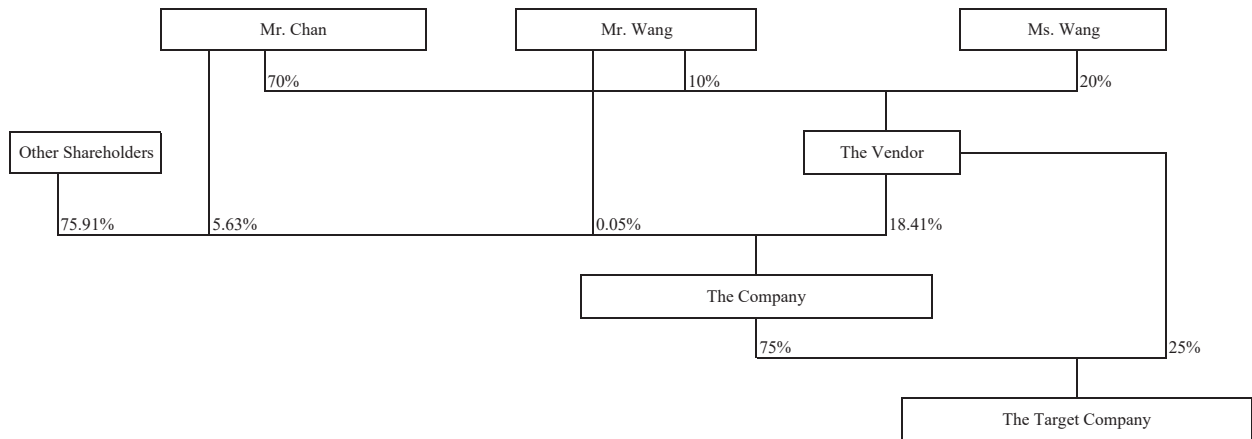 Mr. Chan
Mr. Wang
Ms. Wang
70%
10%
20%
Other Shareholders
The Vendor
75.91%
5.63%
0.05%
18.41%
The Company
75%
25%
The Target Company